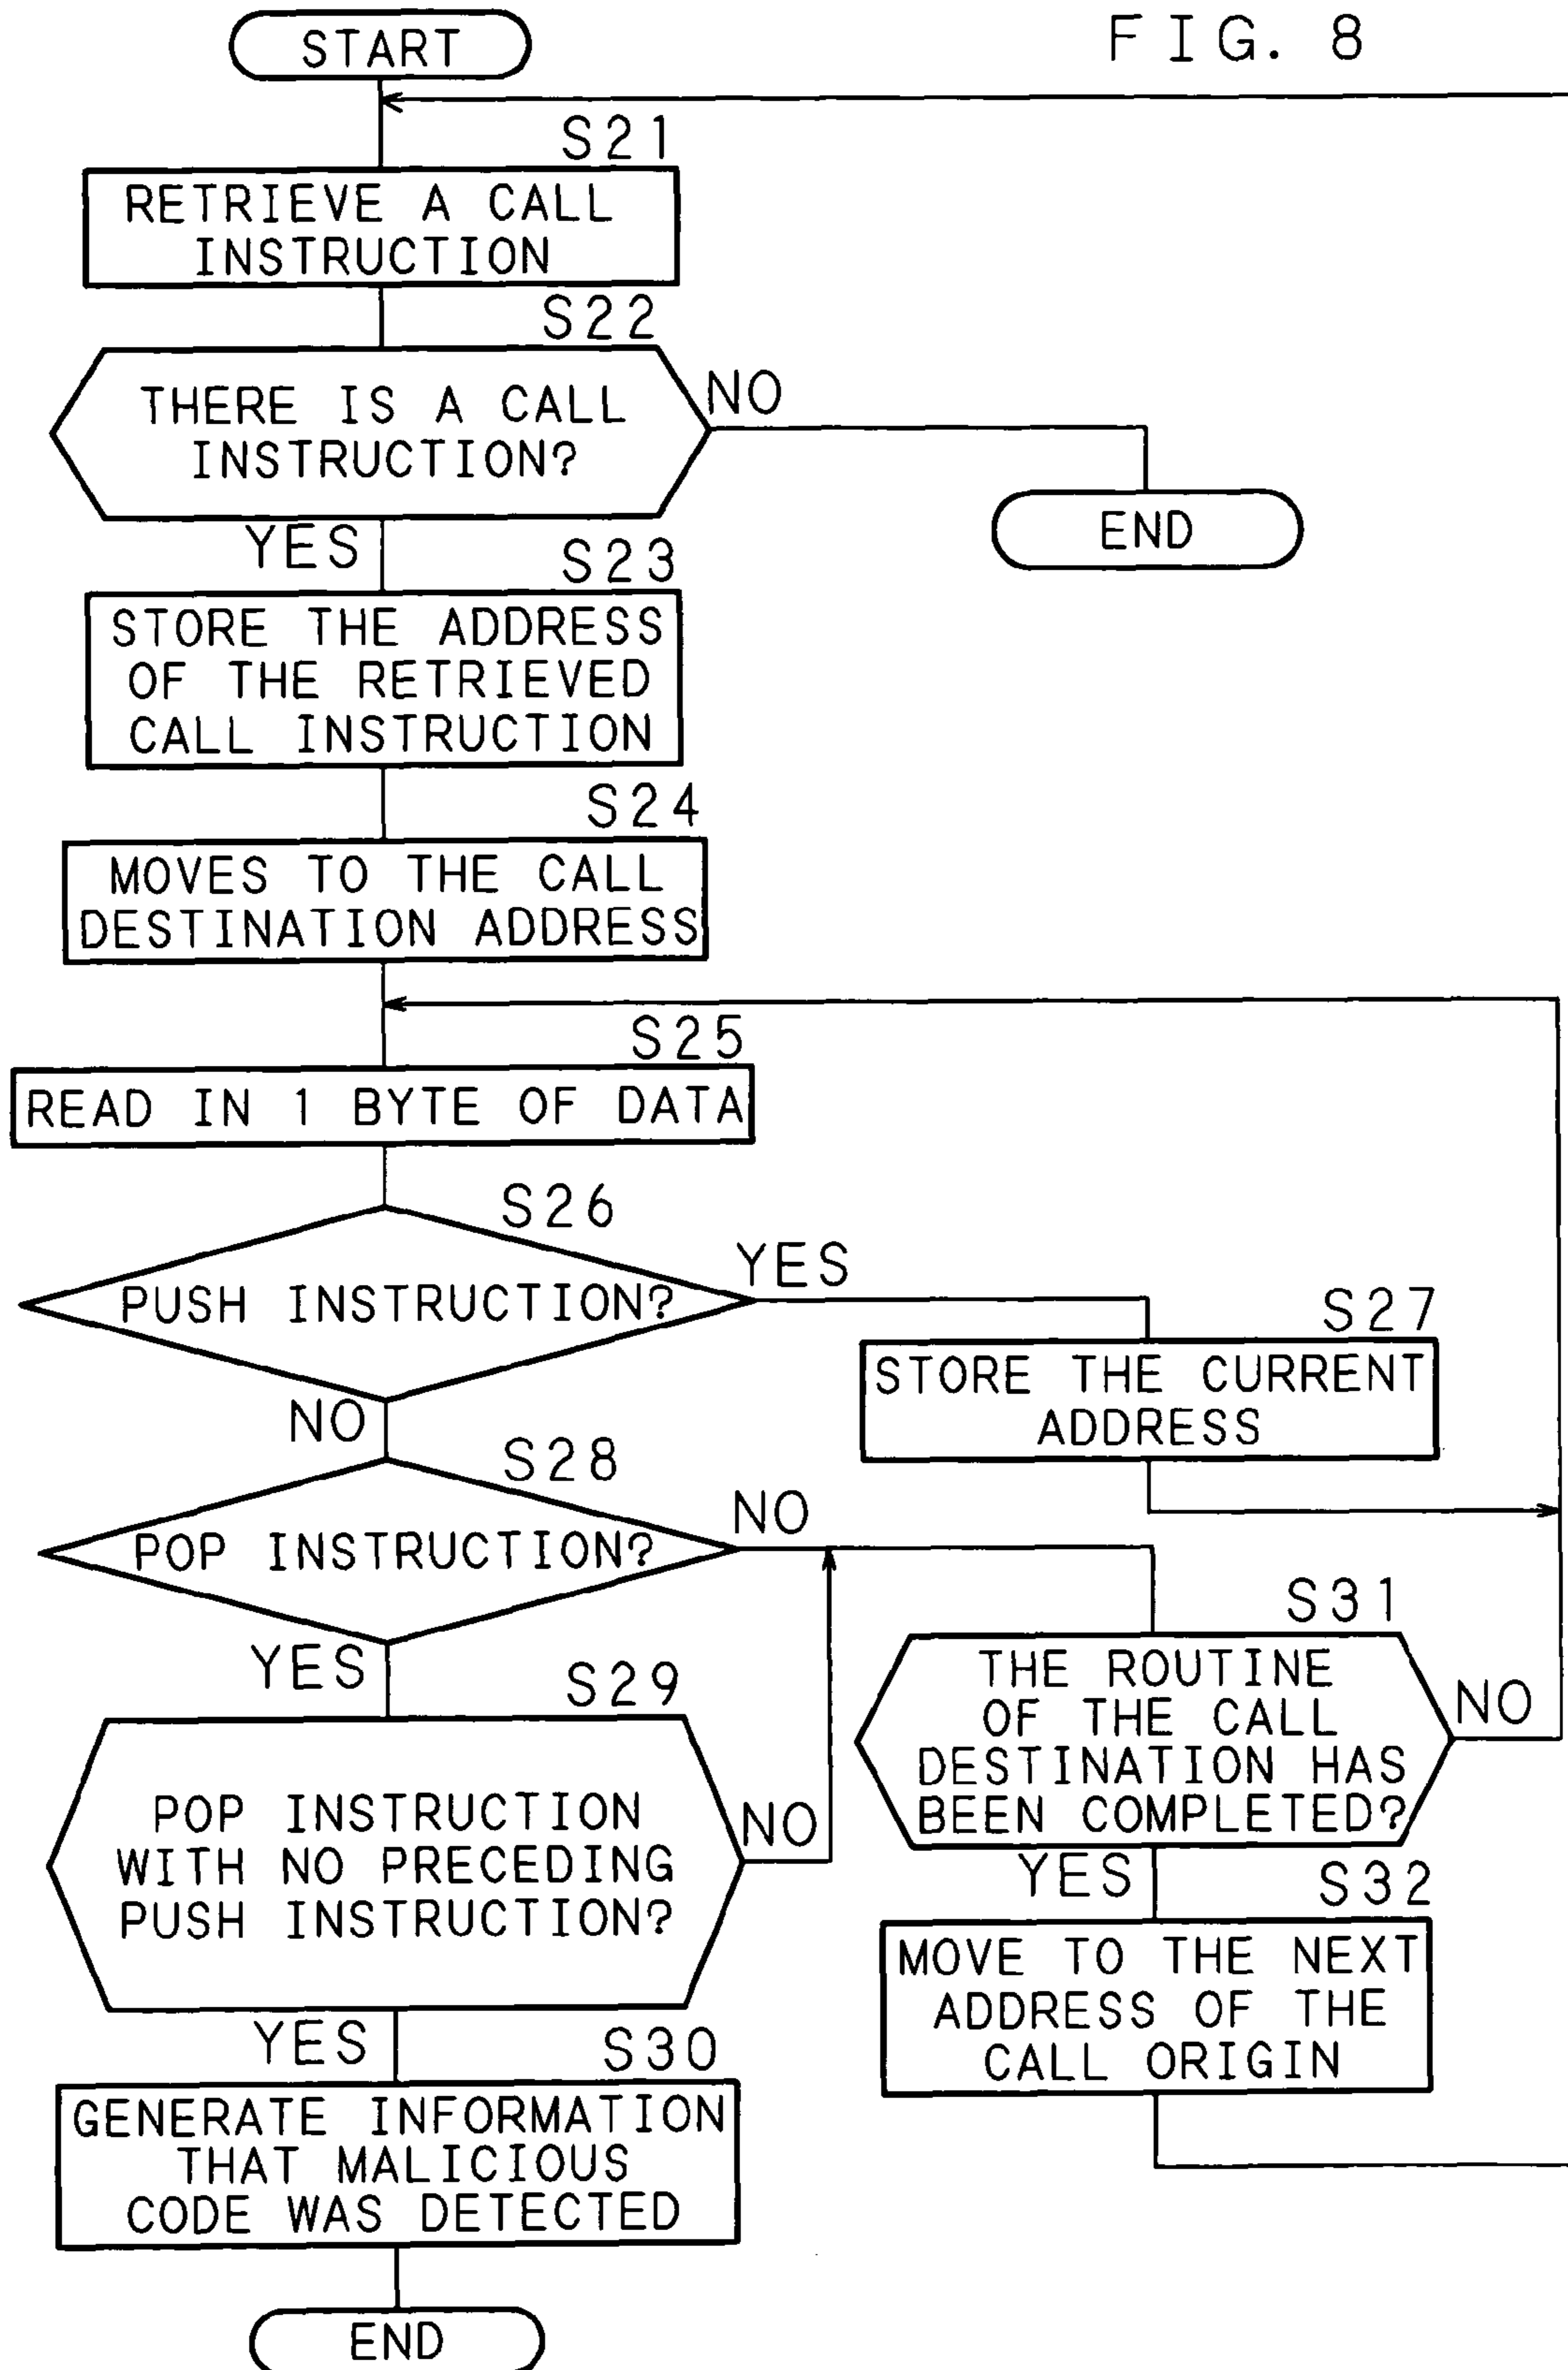 FIG. 8
START
S21
RETRIEVE A CALL
INSTRUCTION
S22
THERE IS A CALL
INSTRUCTION?
NO
END
YES
S23
STORE THE ADDRESS
OF THE RETRIEVED
CALL INSTRUCTION
S24
MOVES TO THE CALL
DESTINATION ADDRESS
S25
READ IN 1 BYTE OF DATA
S26
PUSH INSTRUCTION?
YES
S27
STORE THE CURRENT
ADDRESS
NO
S28
POP INSTRUCTION?
NO
YES
S29
POP INSTRUCTION
WITH NO PRECEDING
PUSH INSTRUCTION?
NO
S31
THE ROUTINE
OF THE CALL
DESTINATION HAS
BEEN COMPLETED?
NO
YES
S32
MOVE TO THE NEXT
ADDRESS OF THE
CALL ORIGIN
YES
S30
GENERATE INFORMATION
THAT MALICIOUS
CODE WAS DETECTED
END